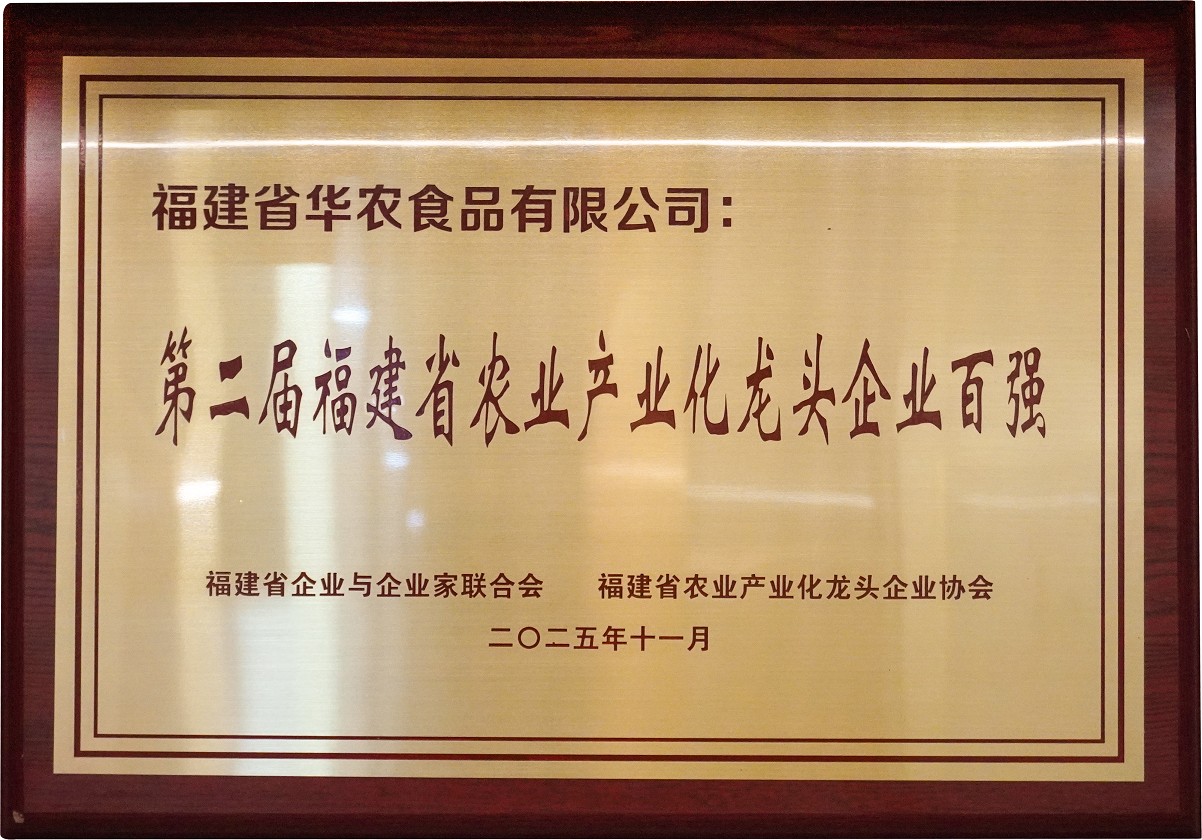 福建省华农食品有限公司：
第二届福建省农业产业化龙头企业百强
福建省企业与企业家联合会 福建省农业产业化龙头企业协会
二〇二五年十一月